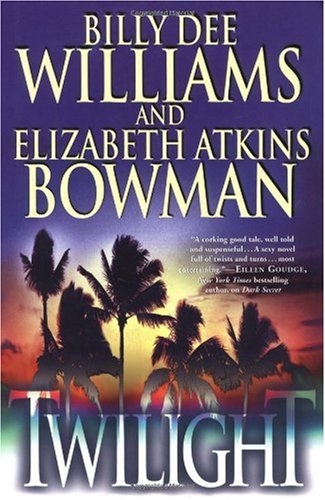 BILLY DEE
WILLIAMS
AND
ELIZABETH ATKINS
BOWMAN
"A corking good tale, well told
and suspenseful... A sexy novel
full of twists and turns...most
entertaining."—EILEEN GOUDGE,
New York Times bestselling
author, on Dark Secret
TWILIGHT